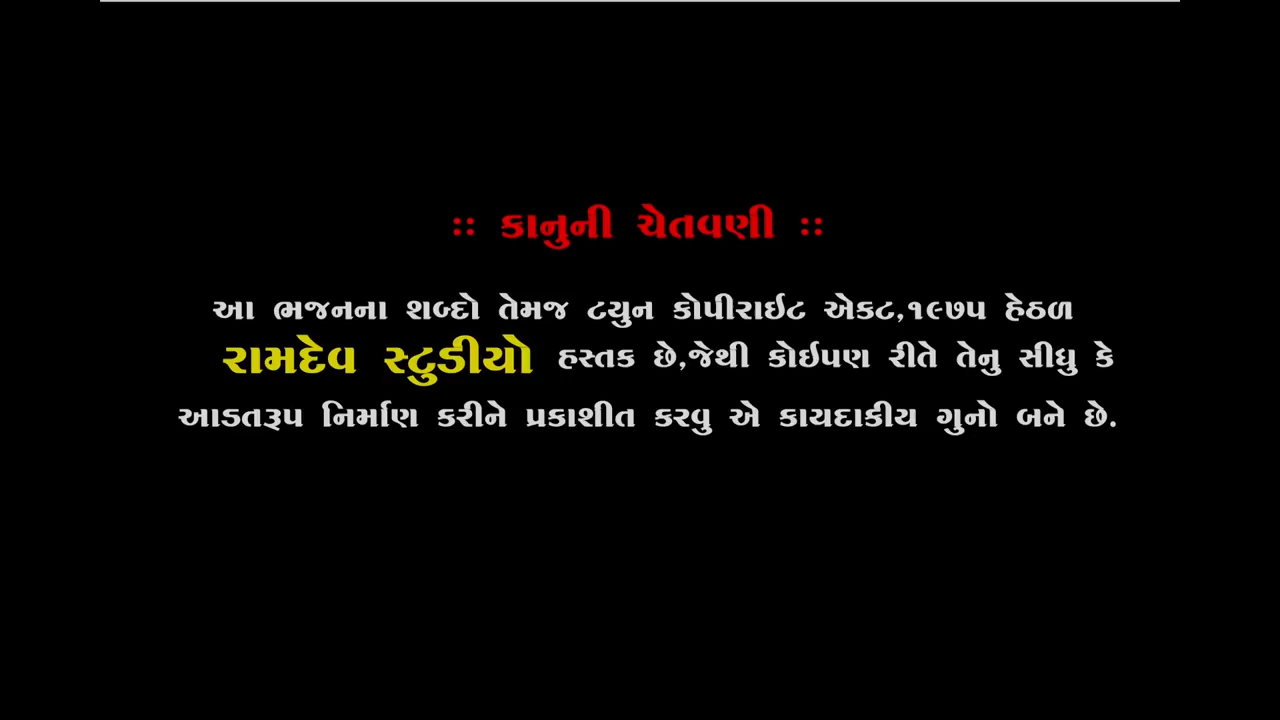 :: કાનુની ચેતવણી ::
આ ભજનના શબ્દો તેમજ ટયુન કોપીરાઈટ એકટ,૧૯૭૫ હેઠળ
રામદેવ સ્ટુડીયો હસ્તક છે,જેથી કોઈપણ રીતે તેનુ સીધુ કે
આડતરૂપ નિર્માણ કરીને પ્રકાશીત કરવુ એ કાયદાકીય ગુનો બને છે.